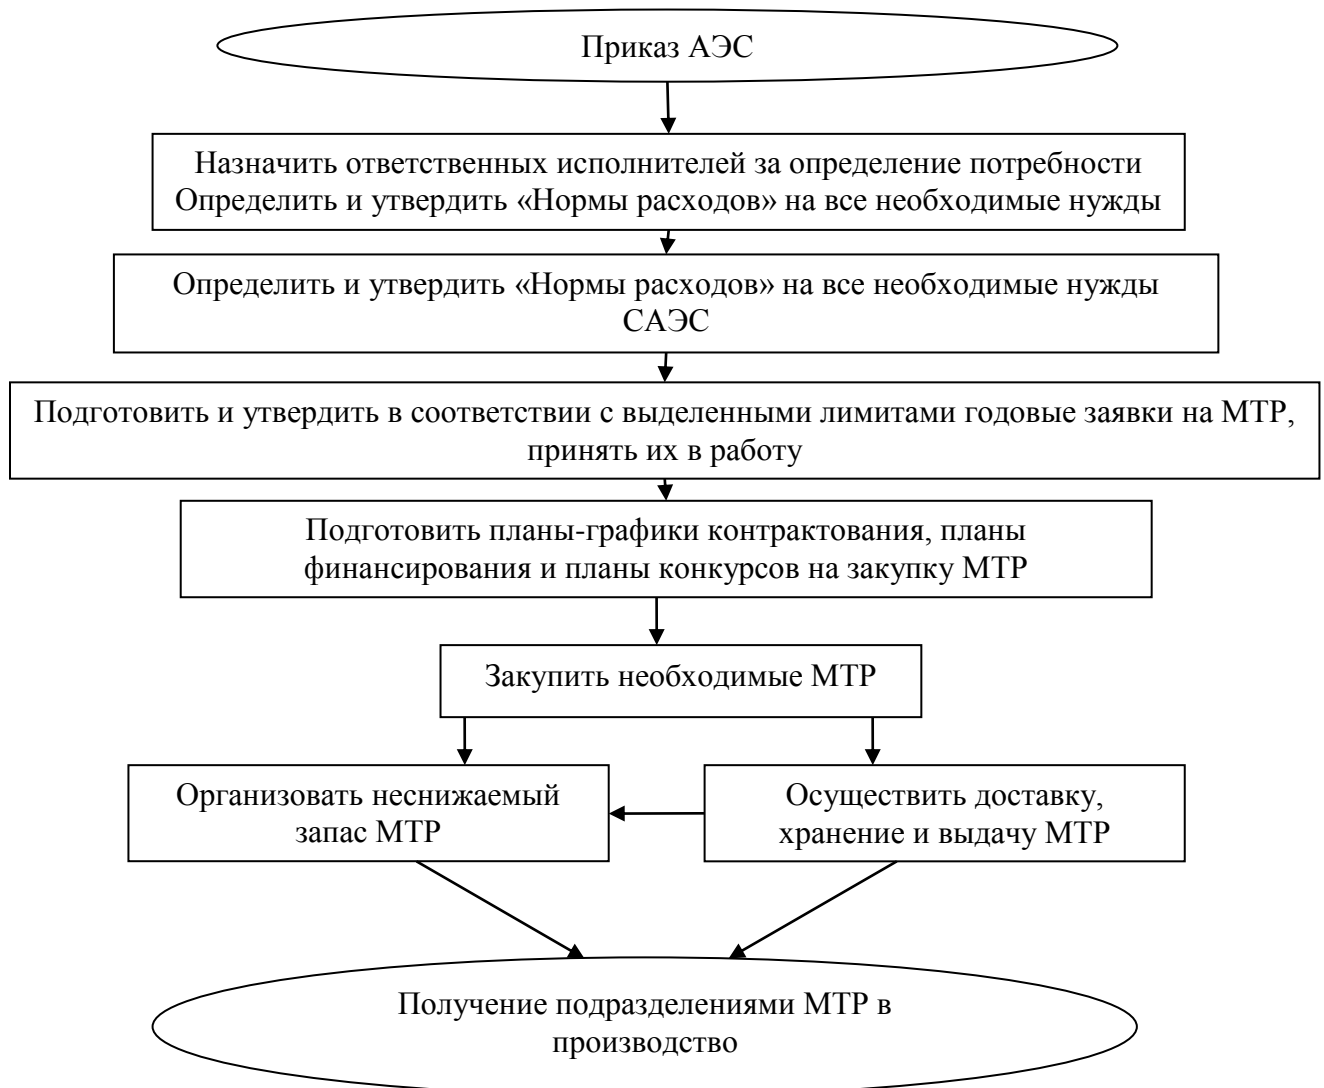 Приказ АЭС
Назначить ответственных исполнителей за определение потребности
Определить и утвердить «Нормы расходов» на все необходимые нужды
Определить и утвердить «Нормы расходов» на все необходимые нужды
САЭС
Подготовить и утвердить в соответствии с выделенными лимитами годовые заявки на МТР,
принять их в работу
Подготовить планы-графики контрактования, планы
финансирования и планы конкурсов на закупку МТР
Закупить необходимые МТР
Организовать неснижаемый
запас МТР
Осуществить доставку,
хранение и выдачу МТР
Получение подразделениями МТР в
производство